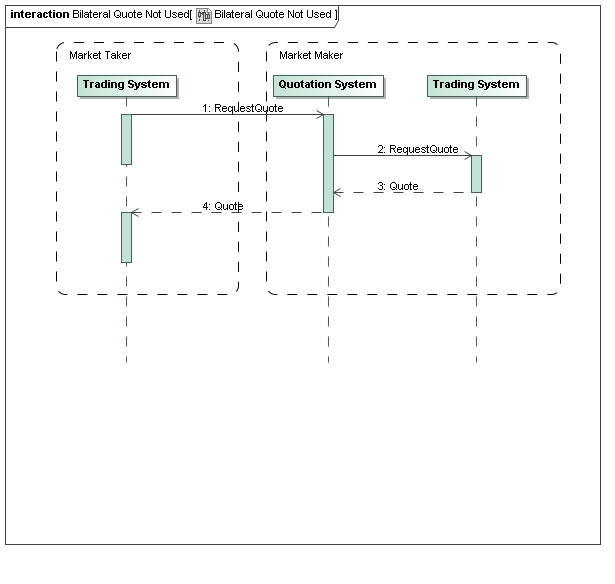 interaction Bilateral Quote Not Used[ Bilateral Quote Not Used ]
Market Taker
Market Maker
Trading System
Quotation System
Trading System
1: RequestQuote
2: RequestQuote
3: Quote
4: Quote